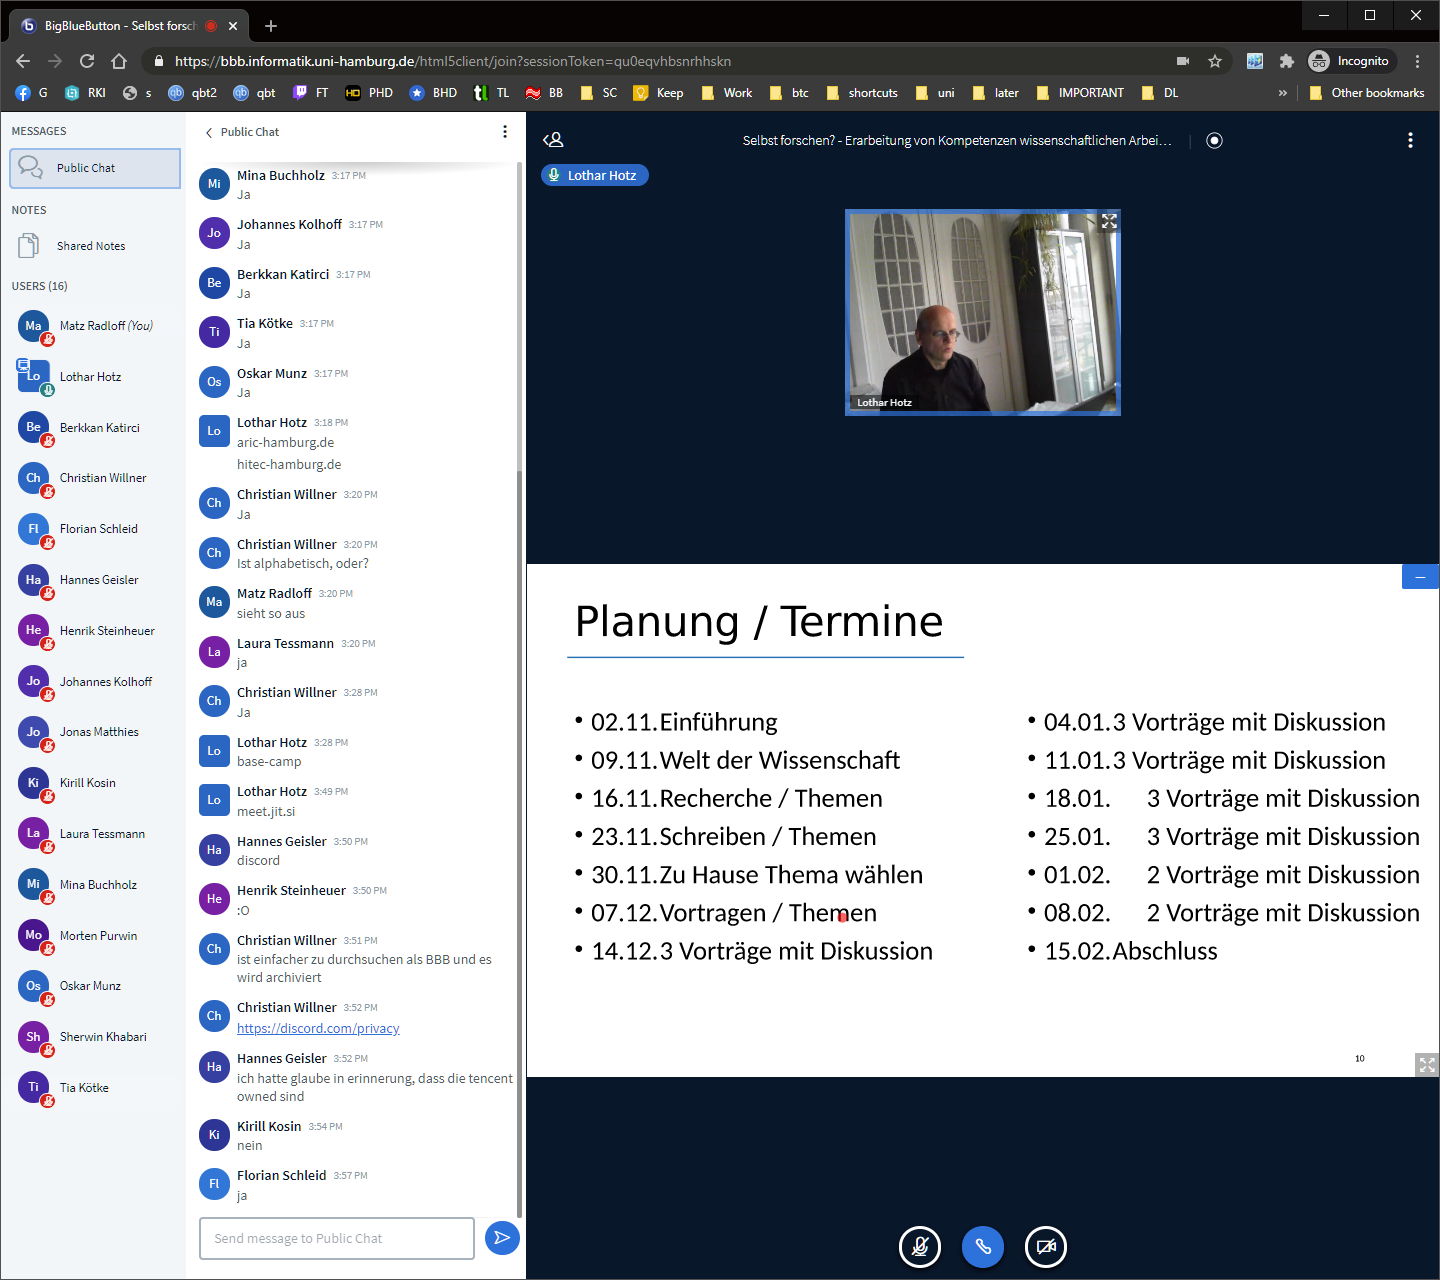 BigBlueButton - Selbst forsch
https://bbb.informatik.uni-hamburg.de/html5client/join?sessionToken=qu0eqvhbsnrhhskn
Incognito
G RKI s qbt2 qbt FT PHD BHD TL BB SC Keep Work btc shortcuts uni later IMPORTANT DL » Other bookmarks
MESSAGES
Public Chat
NOTES
Shared Notes
USERS (16)
Ma Matz Radloff (You)
Lo Lothar Hotz
Be Berkkan Katirci
Ch Christian Willner
Fl Florian Schleid
Ha Hannes Geisler
He Henrik Steinheuer
Jo Johannes Kolhoff
Jo Jonas Matthies
Ki Kirill Kosin
La Laura Tessmann
Mi Mina Buchholz
Mo Morten Purwin
Os Oskar Munz
Sh Sherwin Khabari
Ti Tia Kötke
Public Chat
Mi Mina Buchholz 3:17 PM
Ja
Jo Johannes Kolhoff 3:17 PM
Ja
Be Berkkan Katirci 3:17 PM
Ja
Ti Tia Kötke 3:17 PM
Ja
Os Oskar Munz 3:17 PM
Ja
Lo Lothar Hotz 3:18 PM
aric-hamburg.de
hitec-hamburg.de
Ch Christian Willner 3:20 PM
Ja
Ch Christian Willner 3:20 PM
Ist alphabetisch, oder?
Ma Matz Radloff 3:20 PM
sieht so aus
La Laura Tessmann 3:20 PM
ja
Ch Christian Willner 3:28 PM
Ja
Lo Lothar Hotz 3:28 PM
base-camp
Lo Lothar Hotz 3:49 PM
meet.jit.si
Ha Hannes Geisler 3:50 PM
discord
He Henrik Steinheuer 3:50 PM
:O
Ch Christian Willner 3:51 PM
ist einfacher zu durchsuchen als BBB und es
wird archiviert
Ch Christian Willner 3:52 PM
https://discord.com/privacy
Ha Hannes Geisler 3:52 PM
ich hatte glaube in erinnerung, dass die tencent
owned sind
Ki Kirill Kosin 3:54 PM
nein
Fl Florian Schleid 3:57 PM
ja
Send message to Public Chat
Selbst forschen? - Erarbeitung von Kompetenzen wissenschaftlichen Arbei…
Lothar Hotz
Lothar Hotz
Planung / Termine
• 02.11. Einführung
• 09.11. Welt der Wissenschaft
• 16.11. Recherche / Themen
• 23.11. Schreiben / Themen
• 30.11. Zu Hause Thema wählen
• 07.12. Vortragen / Themen
• 14.12. 3 Vorträge mit Diskussion
• 04.01. 3 Vorträge mit Diskussion
• 11.01. 3 Vorträge mit Diskussion
• 18.01. 3 Vorträge mit Diskussion
• 25.01. 3 Vorträge mit Diskussion
• 01.02. 2 Vorträge mit Diskussion
• 08.02. 2 Vorträge mit Diskussion
• 15.02. Abschluss
10